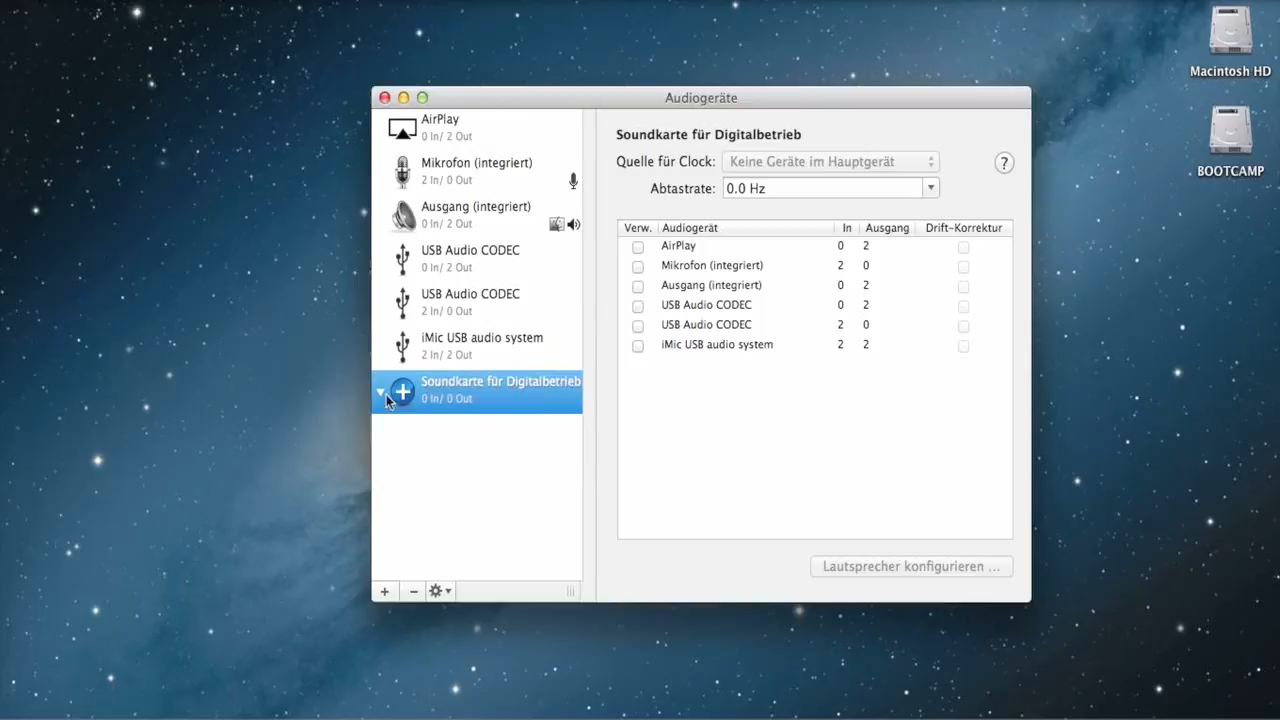 Macintosh HD
BOOTCAMP
Audiogeräte
AirPlay
0 In/ 2 Out
Mikrofon (integriert)
2 In/ 0 Out
Ausgang (integriert)
0 In/ 2 Out
USB Audio CODEC
0 In/ 2 Out
USB Audio CODEC
2 In/ 0 Out
iMic USB audio system
2 In/ 2 Out
Soundkarte für Digitalbetrieb
0 In/ 0 Out
Soundkarte für Digitalbetrieb
Quelle für Clock: Keine Geräte im Hauptgerät ?
Abtastrate: 0.0 Hz
Verw. Audiogerät In Ausgang Drift-Korrektur
AirPlay 0 2
Mikrofon (integriert) 2 0
Ausgang (integriert) 0 2
USB Audio CODEC 0 2
USB Audio CODEC 2 0
iMic USB audio system 2 2
Lautsprecher konfigurieren ...